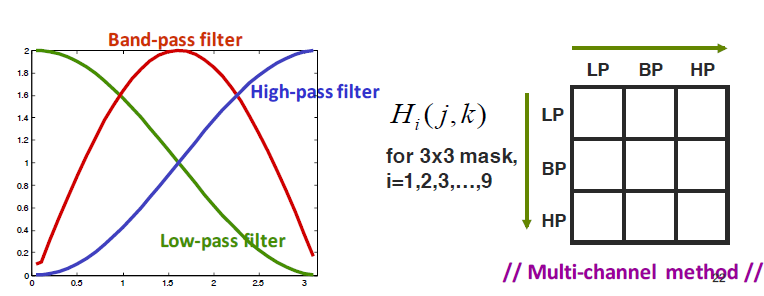 Band-pass filter
High-pass filter
Low-pass filter
2
1.8
1.6
1.4
1.2
1
0.8
0.6
0.4
0.2
0
0 0.5 1 1.5 2 2.5 3
H_i(j,k)
for 3x3 mask,
i=1,2,3,...,9
LP BP HP
LP
BP
HP
// Multi-channel method //
22